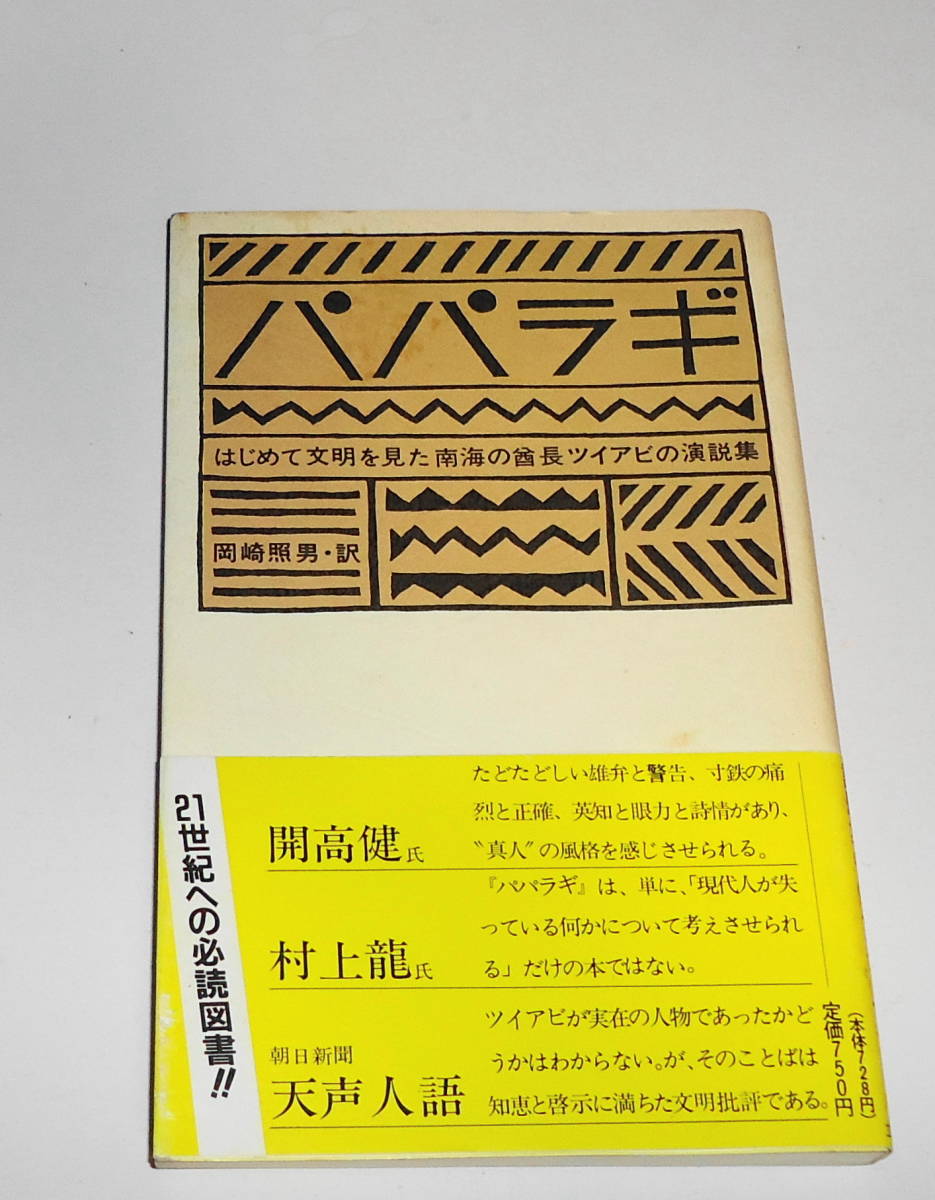 パパラギ
はじめて文明を見た南海の酋長ツイアビの演説集
岡崎照男・訳
21世紀への必読図書!!
開高健氏
たどたどしい雄弁と警告、寸鉄の痛
烈と正確、英知と眼力と詩情があり、
〝真人〟の風格を感じさせられる。
村上龍氏
『パパラギ』は、単に、「現代人が失
っている何かについて考えさせられ
る」だけの本ではない。
朝日新聞
天声人語
ツイアビが実在の人物であったかど
うかはわからない。が、そのことばは
知恵と啓示に満ちた文明批評である。
定価750円
(本体728円)